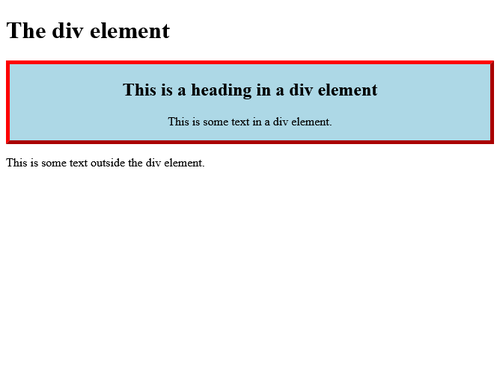 The div element
This is a heading in a div element
This is some text in a div element.
This is some text outside the div element.